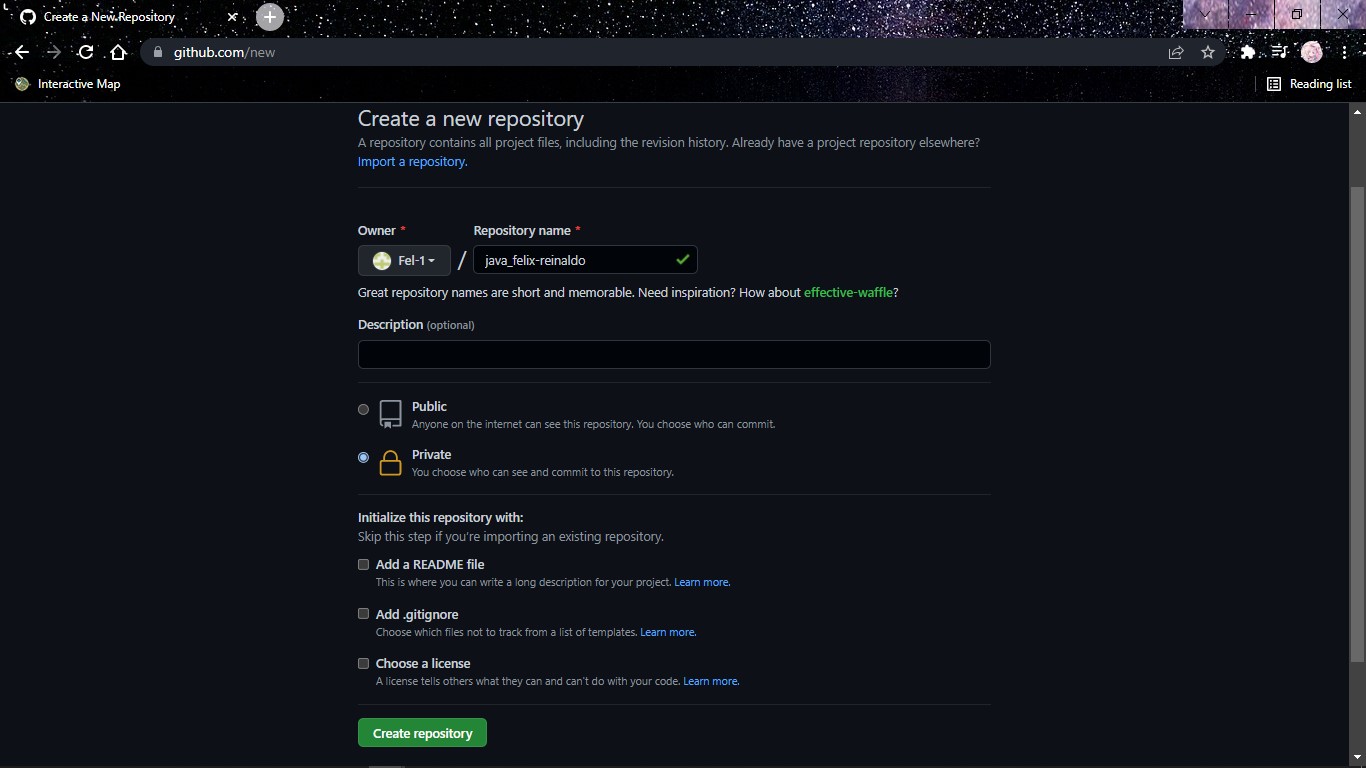 Create a New Repository
github.com/new
Interactive Map
Reading list
Create a new repository
A repository contains all project files, including the revision history. Already have a project repository elsewhere?
Import a repository.
Owner * Repository name *
Fel-1 / java_felix-reinaldo
Great repository names are short and memorable. Need inspiration? How about effective-waffle?
Description (optional)
Public
Anyone on the internet can see this repository. You choose who can commit.
Private
You choose who can see and commit to this repository.
Initialize this repository with:
Skip this step if you're importing an existing repository.
Add a README file
This is where you can write a long description for your project. Learn more.
Add .gitignore
Choose which files not to track from a list of templates. Learn more.
Choose a license
A license tells others what they can and can't do with your code. Learn more.
Create repository